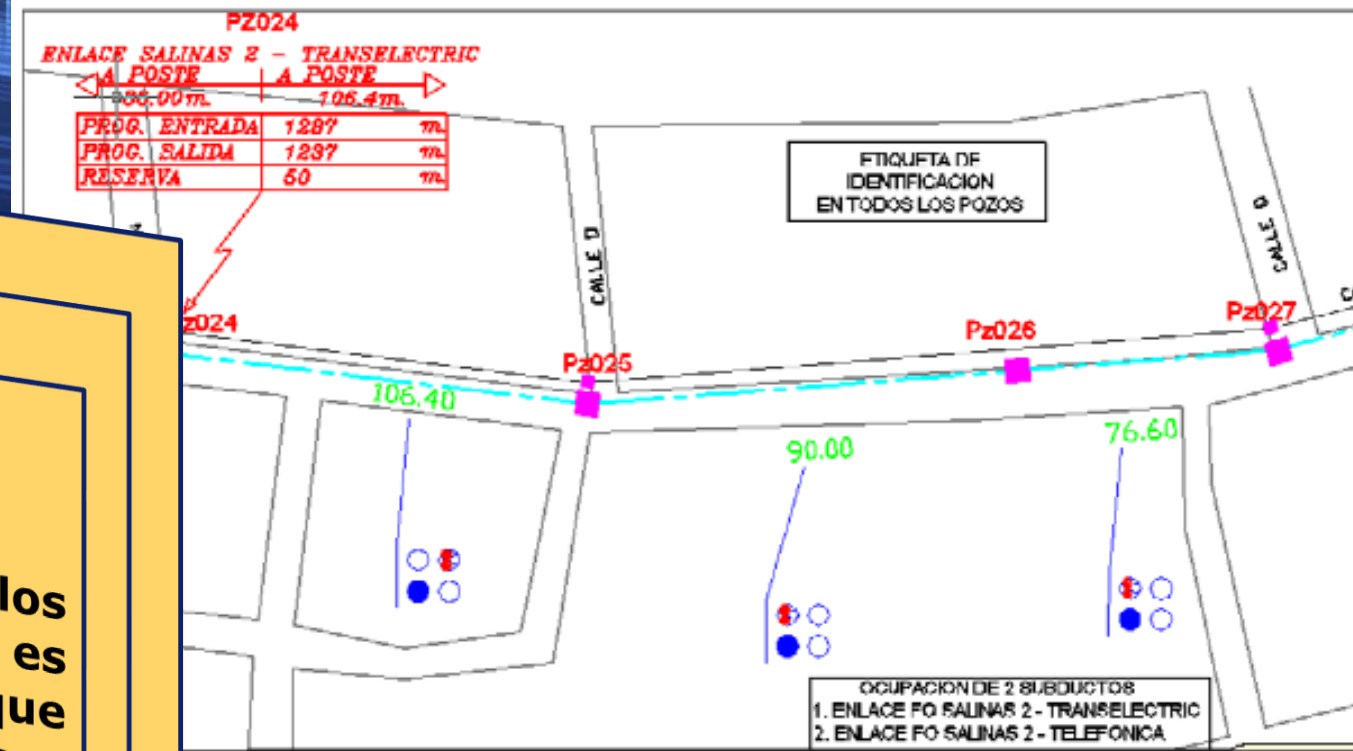 PZ024
ENLACE SALINAS 2 - TRANSELECTRIC
A POSTE A POSTE
106.4m.
PROG. ENTRADA 1287 m.
PROG. SALIDA 1237 m.
RESERVA 50 m.
ETIQUETA DE
IDENTIFICACION
EN TODOS LOS POZOS
CALLE D
CALLE D
z024
Pz025
Pz026
Pz027
106.40
90.00
76.60
los
es
que
OCUPACION DE 2 SUBDUCTOS
1. ENLACE FO SALINAS 2 - TRANSELECTRIC
2. ENLACE FO SALINAS 2 - TELEFONICA